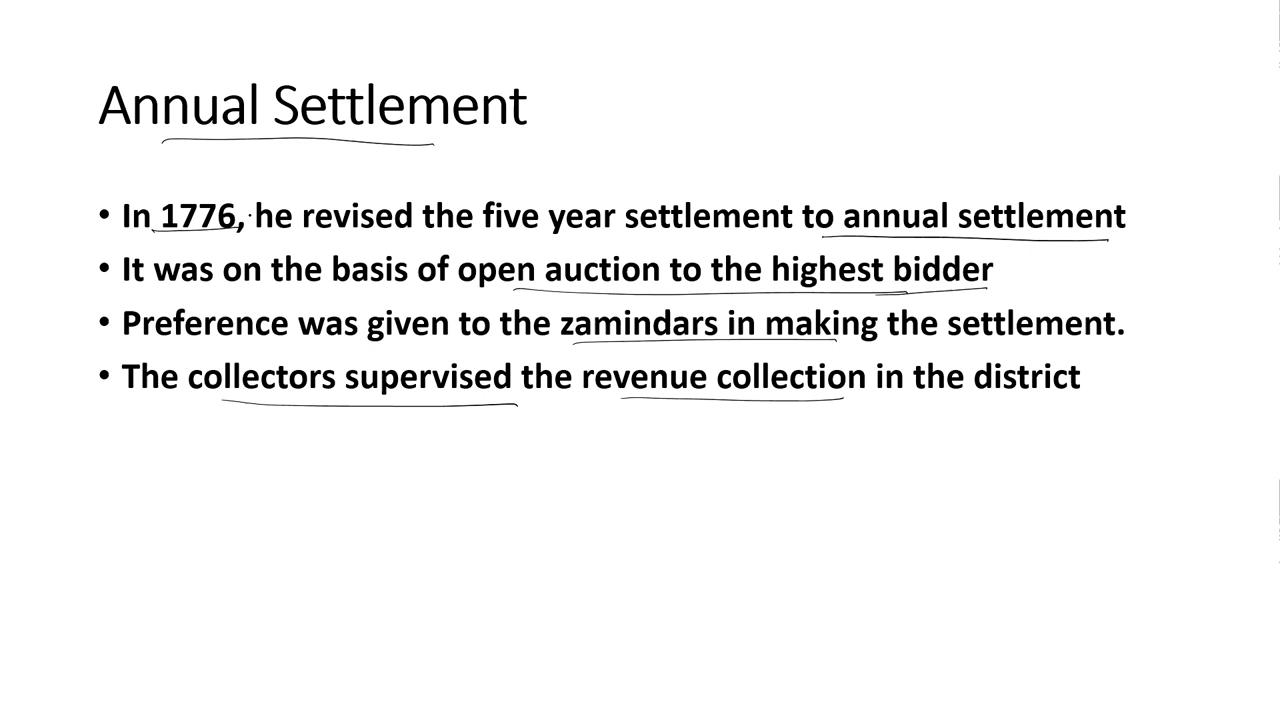 Annual Settlement
• In 1776, he revised the five year settlement to annual settlement
• It was on the basis of open auction to the highest bidder
• Preference was given to the zamindars in making the settlement.
• The collectors supervised the revenue collection in the district